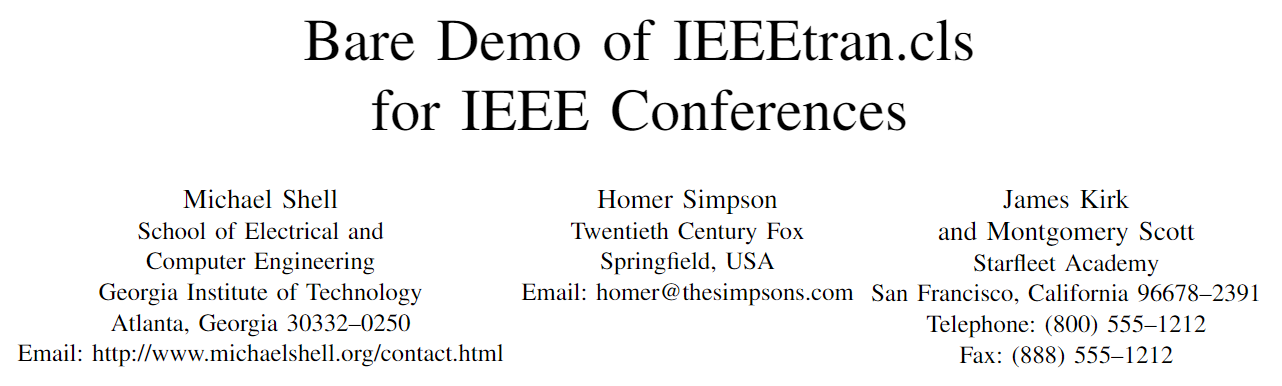 Bare Demo of IEEEtran.cls
for IEEE Conferences
Michael Shell
School of Electrical and
Computer Engineering
Georgia Institute of Technology
Atlanta, Georgia 30332–0250
Email: http://www.michaelshell.org/contact.html
Homer Simpson
Twentieth Century Fox
Springfield, USA
Email: homer@thesimpsons.com
James Kirk
and Montgomery Scott
Starfleet Academy
San Francisco, California 96678–2391
Telephone: (800) 555–1212
Fax: (888) 555–1212